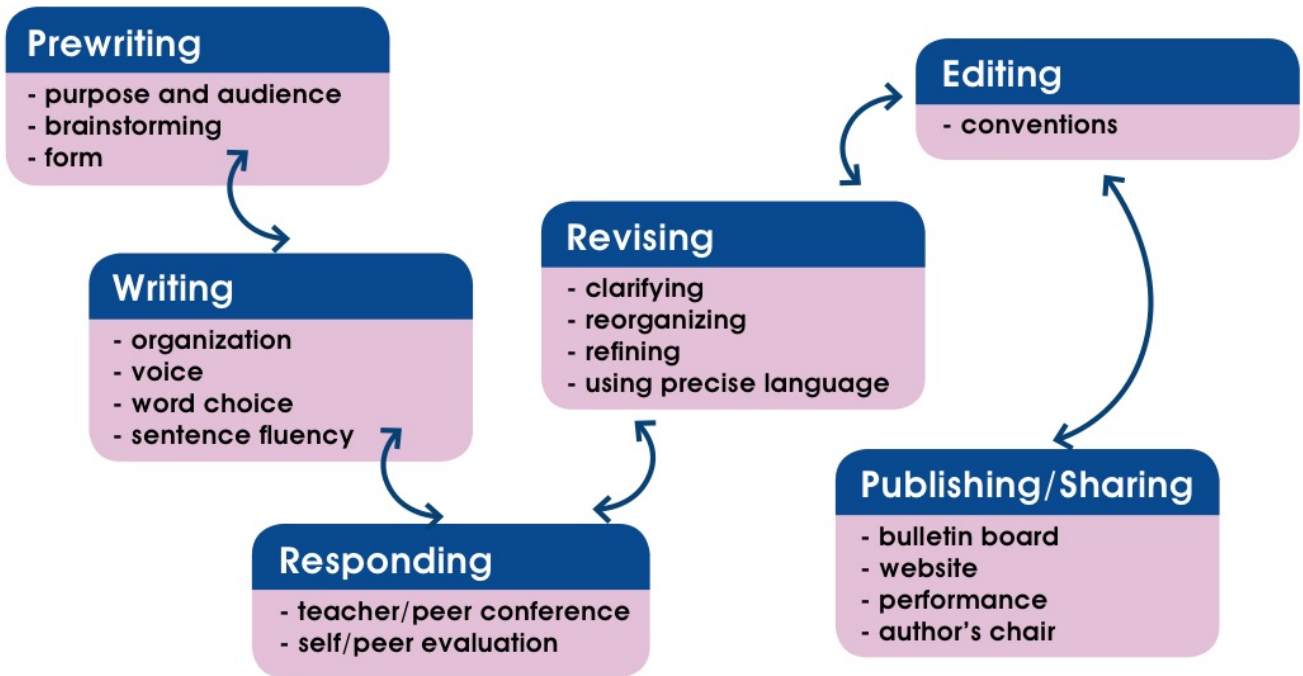 Prewriting
- purpose and audience
- brainstorming
- form
Writing
- organization
- voice
- word choice
- sentence fluency
Responding
- teacher/peer conference
- self/peer evaluation
Revising
- clarifying
- reorganizing
- refining
- using precise language
Editing
- conventions
Publishing/Sharing
- bulletin board
- website
- performance
- author's chair